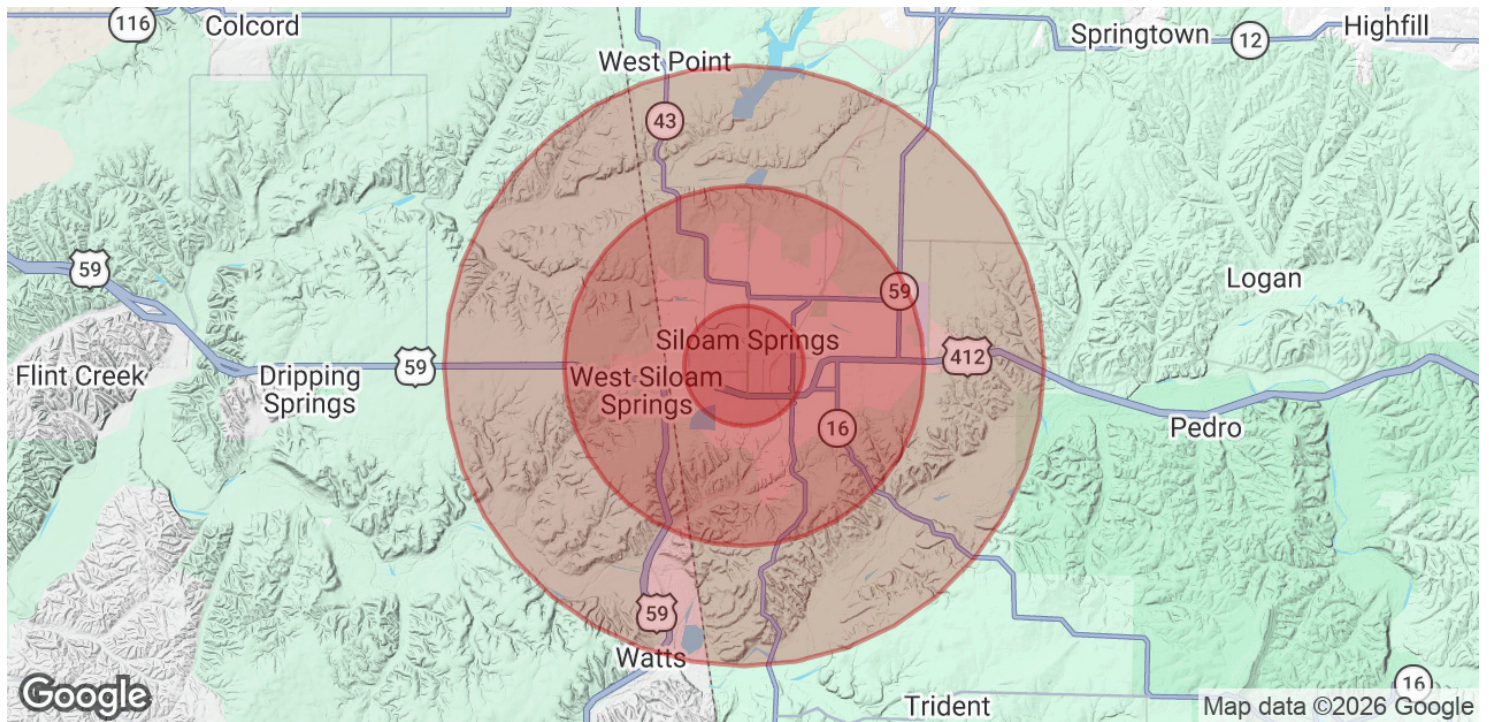 116
Colcord
West Point
Springtown
12
Highfill
43
59
Logan
59
Siloam Springs
412
59
Flint Creek
Dripping
Springs
West Siloam
Springs
16
Pedro
59
Watts
Google
Trident
16
Map data ©2026 Google